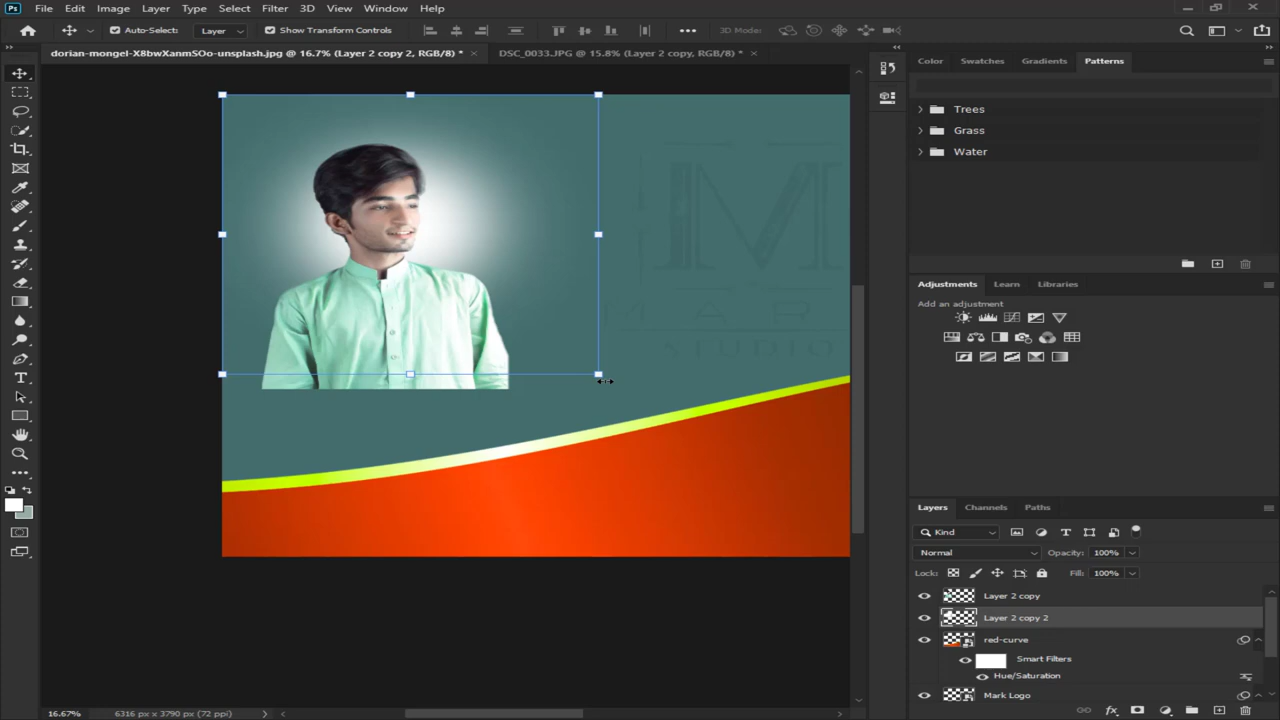 Ps File Edit Image Layer Type Select Filter 3D View Window Help
Auto-Select: Layer Show Transform Controls 3D Mode:
dorian-mongel-X8bwXanmSOo-unsplash.jpg @ 16.7% (Layer 2 copy 2, RGB/8) * × DSC_0033.JPG @ 15.8% (Layer 2 copy, RGB/8) * ×
Color Swatches Gradients Patterns
Trees
Grass
Water
M
AR
TUDIO
Adjustments Learn Libraries
Add an adjustment
Layers Channels Paths
Kind
Normal Opacity: 100%
Lock: Fill: 100%
Layer 2 copy
Layer 2 copy 2
red-curve
Smart Filters
Hue/Saturation
Mark Logo
16.67% 6316 px x 3790 px (72 ppi)